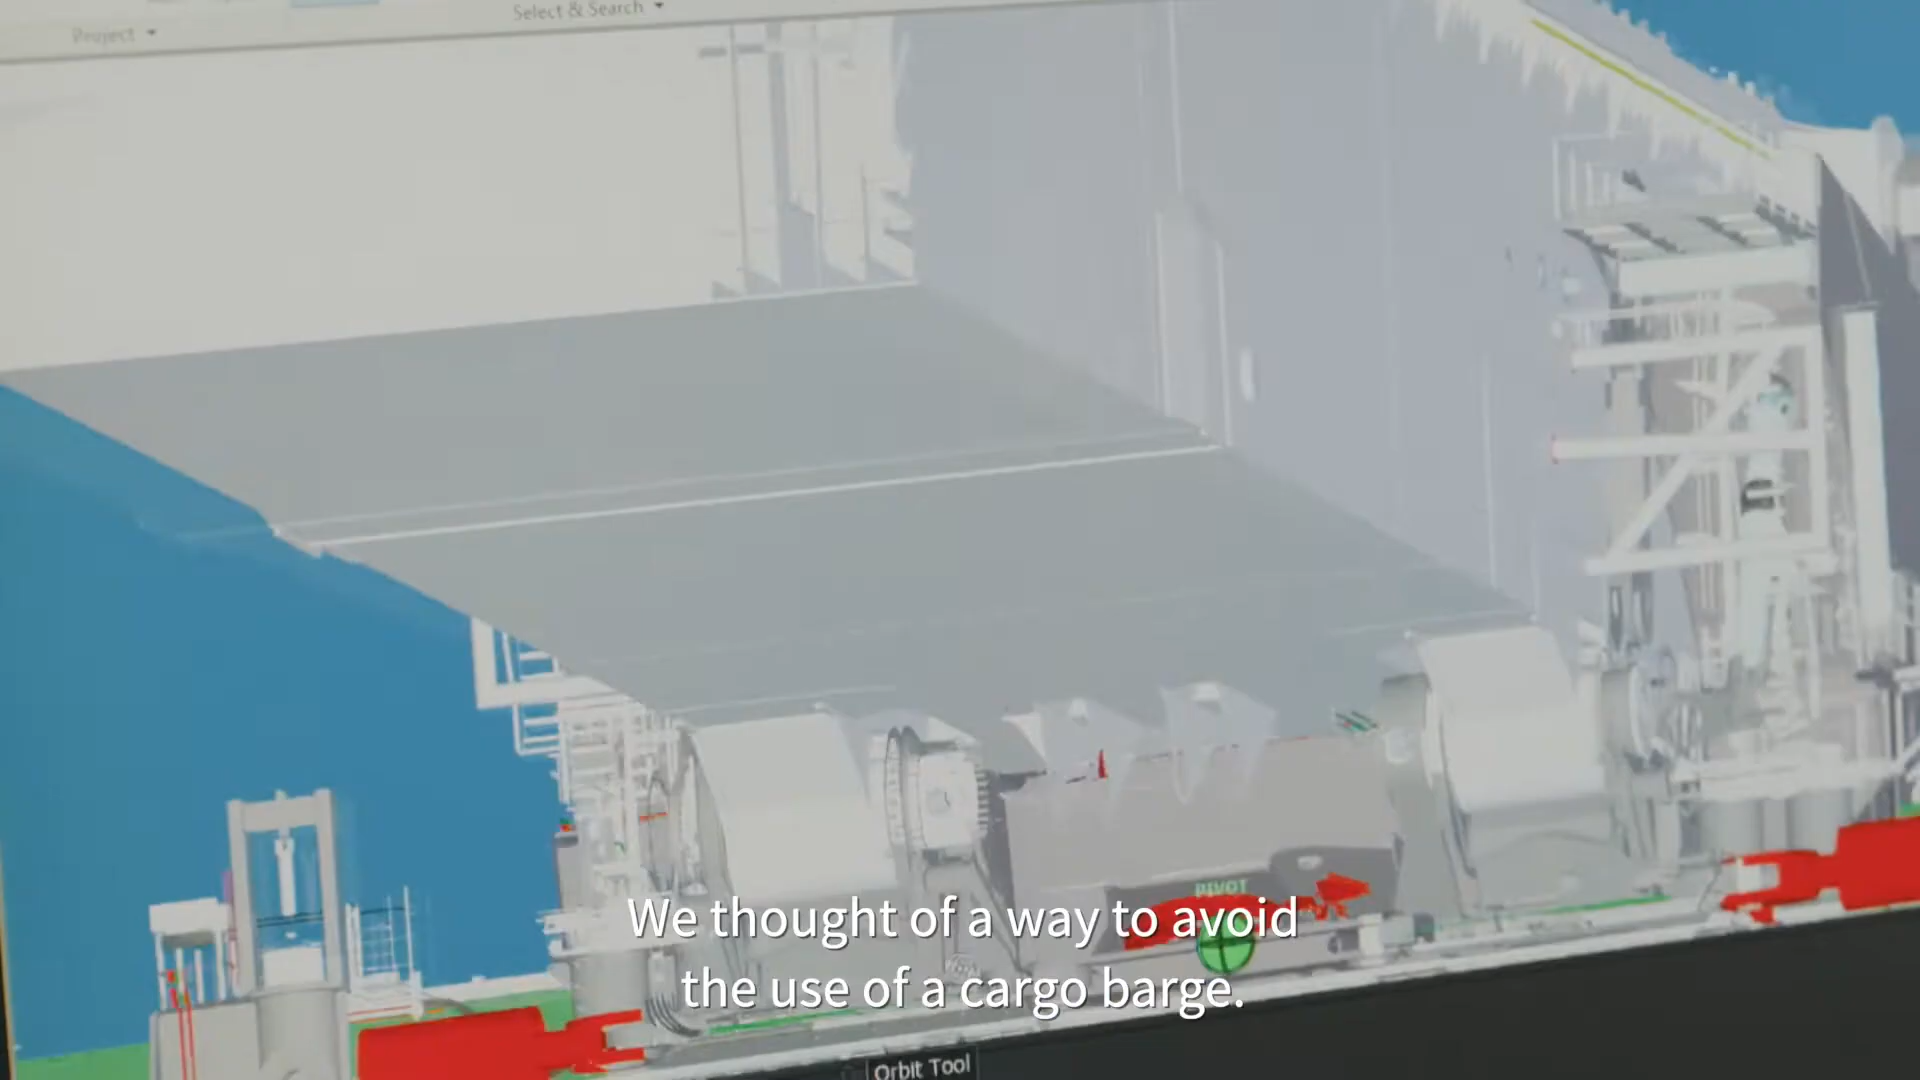 Select & Search
Project
PIVOT
We thought of a way to avoid
the use of a cargo barge.
Orbit Tool